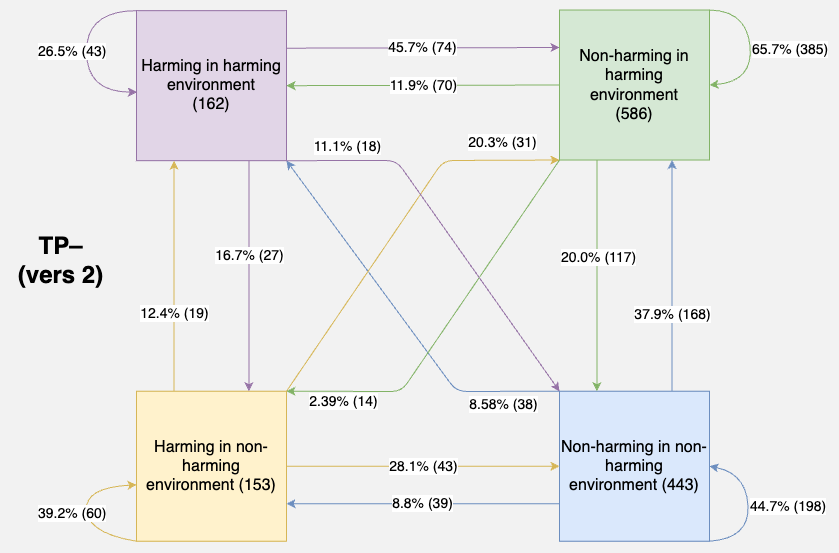 26.5% (43)
Harming in harming
environment
(162)
45.7% (74)
11.9% (70)
Non-harming in
harming
environment
(586)
65.7% (385)
11.1% (18)
20.3% (31)
TP–
(vers 2)
16.7% (27)
20.0% (117)
12.4% (19)
37.9% (168)
2.39% (14)
8.58% (38)
Harming in non-
harming
environment (153)
39.2% (60)
28.1% (43)
8.8% (39)
Non-harming in non-
harming
environment (443)
44.7% (198)